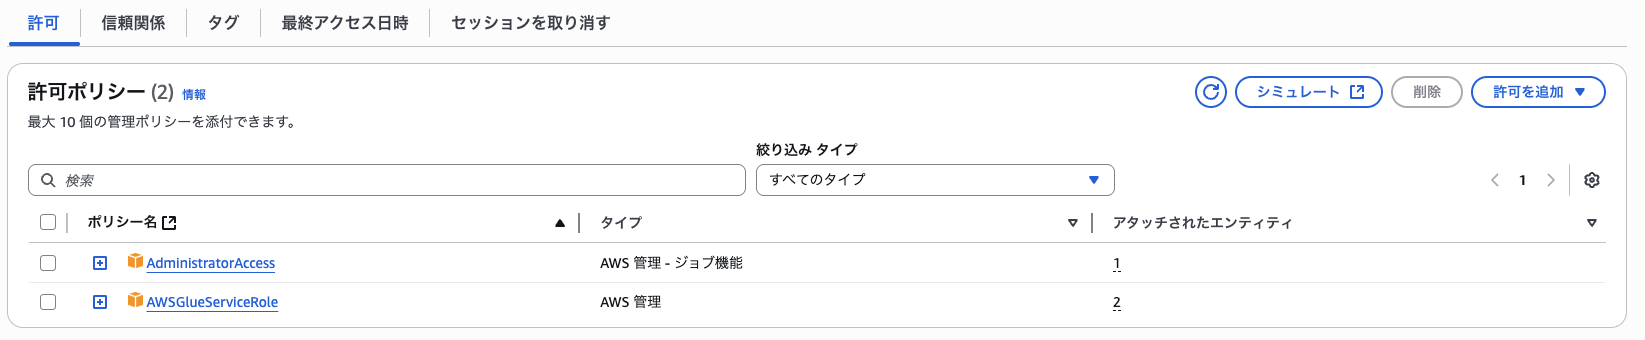 許可 信頼関係 タグ 最終アクセス日時 セッションを取り消す
許可ポリシー (2) 情報 シミュレート 削除 許可を追加
最大 10 個の管理ポリシーを添付できます。
絞り込み タイプ
検索 すべてのタイプ 1
ポリシー名 タイプ アタッチされたエンティティ
AdministratorAccess AWS 管理 - ジョブ機能 1
AWSGlueServiceRole AWS 管理 2